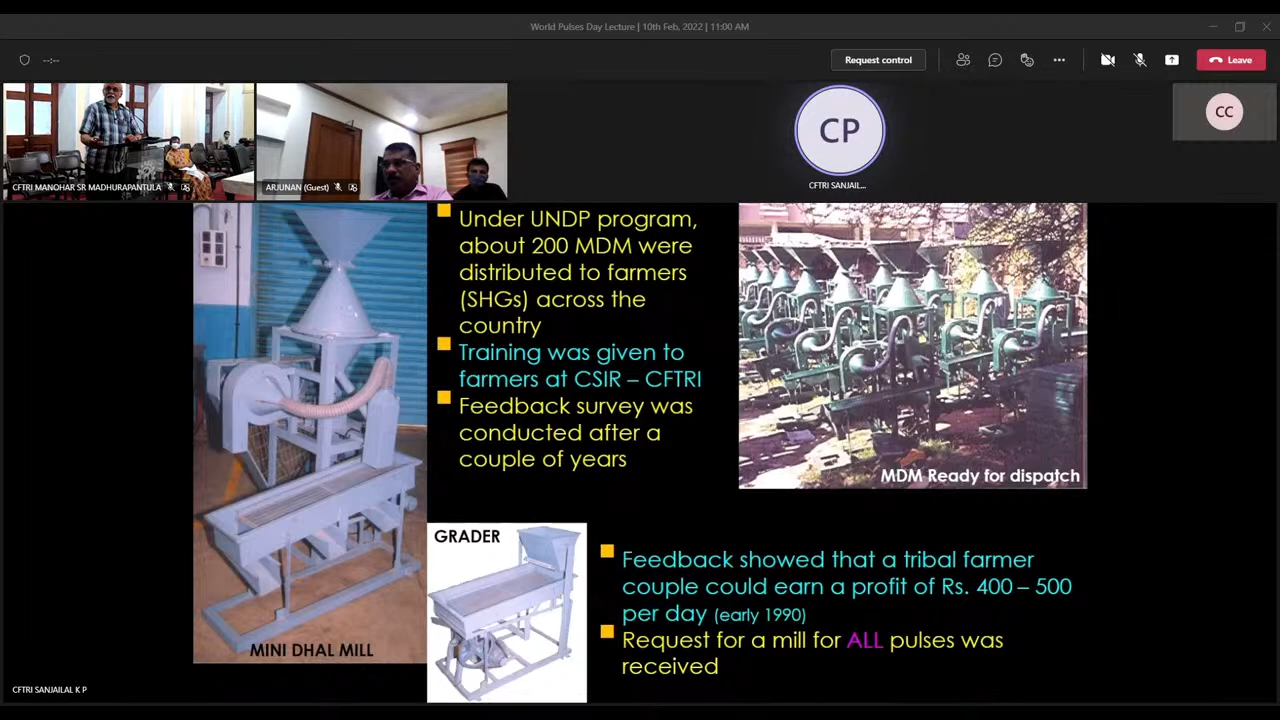 World Pulses Day Lecture | 10th Feb, 2022 | 11:00 AM
--:--
Request control
Leave
CFTRI MANOHAR SR MADHURAPANTULA
ARJUNAN (Guest)
CP
CFTRI SANJAIL...
CC
Under UNDP program,
about 200 MDM were
distributed to farmers
(SHGs) across the
country
Training was given to
farmers at CSIR – CFTRI
Feedback survey was
conducted after a
couple of years
MDM Ready for dispatch
MINI DHAL MILL
GRADER
Feedback showed that a tribal farmer
couple could earn a profit of Rs. 400 – 500
per day (early 1990)
Request for a mill for ALL pulses was
received
CFTRI SANJAILAL K P